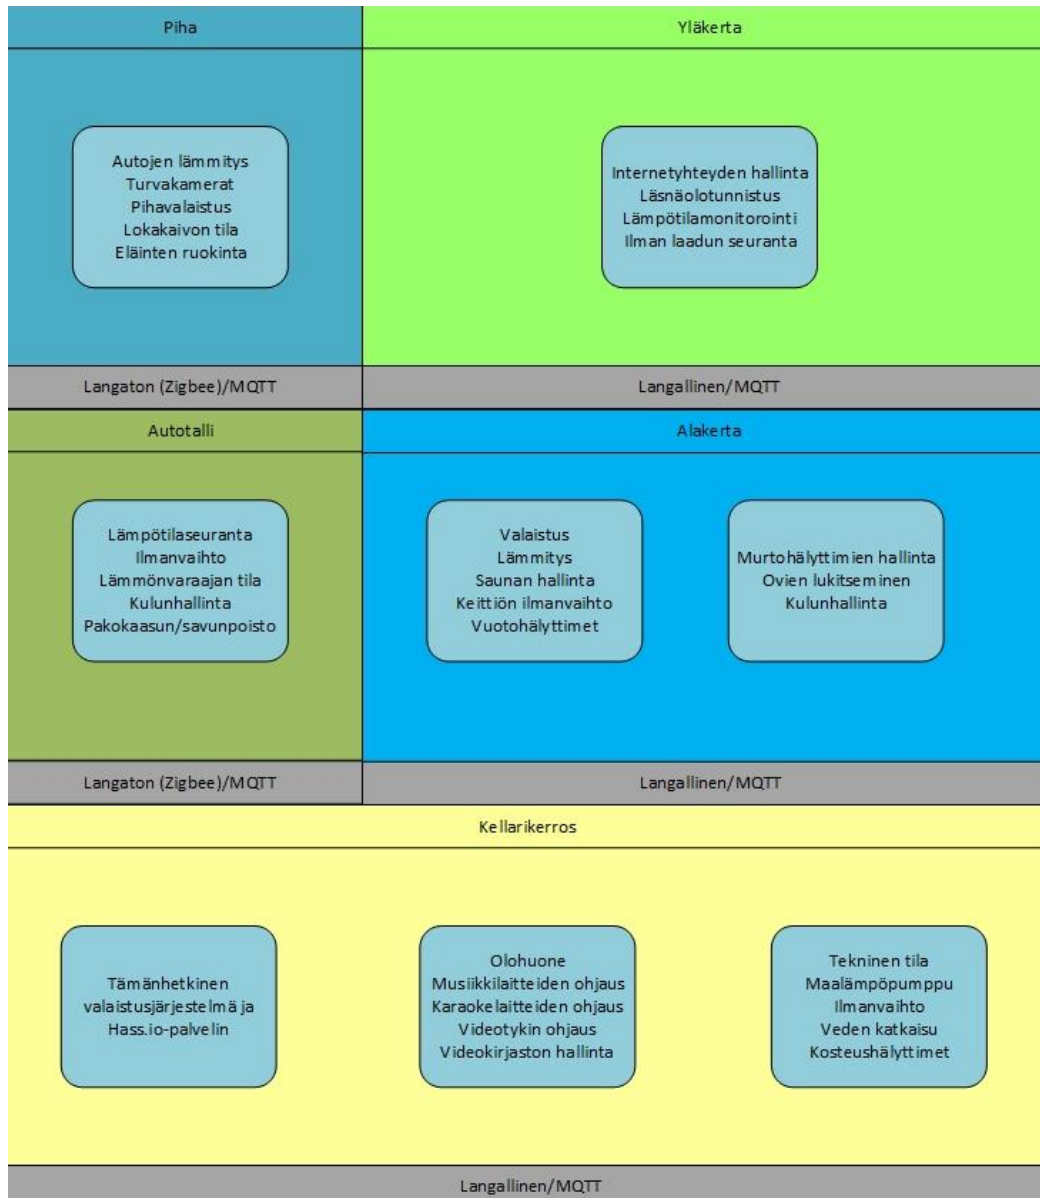 Piha
Autojen lämmitys
Turvakamerat
Pihavalaistus
Lokakaivon tila
Eläinten ruokinta
Langaton (Zigbee)/MQTT
Yläkerta
Internetyhteyden hallinta
Läsnäolotunnistus
Lämpötilamonitorointi
Ilman laadun seuranta
Langallinen/MQTT
Autotalli
Lämpötilaseuranta
Ilmanvaihto
Lämmönvaraajan tila
Kulunhallinta
Pakokaasun/savunpoisto
Langaton (Zigbee)/MQTT
Alakerta
Valaistus
Lämmitys
Saunan hallinta
Keittiön ilmanvaihto
Vuotohälyttimet
Murtohälyttimien hallinta
Ovien lukitseminen
Kulunhallinta
Langallinen/MQTT
Kellarikerros
Tämänhetkinen
valaistusjärjestelmä ja
Hass.io-palvelin
Olohuone
Musiikkilaitteiden ohjaus
Karaokelaitteiden ohjaus
Videotykin ohjaus
Videokirjaston hallinta
Tekninen tila
Maalämpöpumppu
Ilmanvaihto
Veden katkaisu
Kosteushälyttimet
Langallinen/MQTT